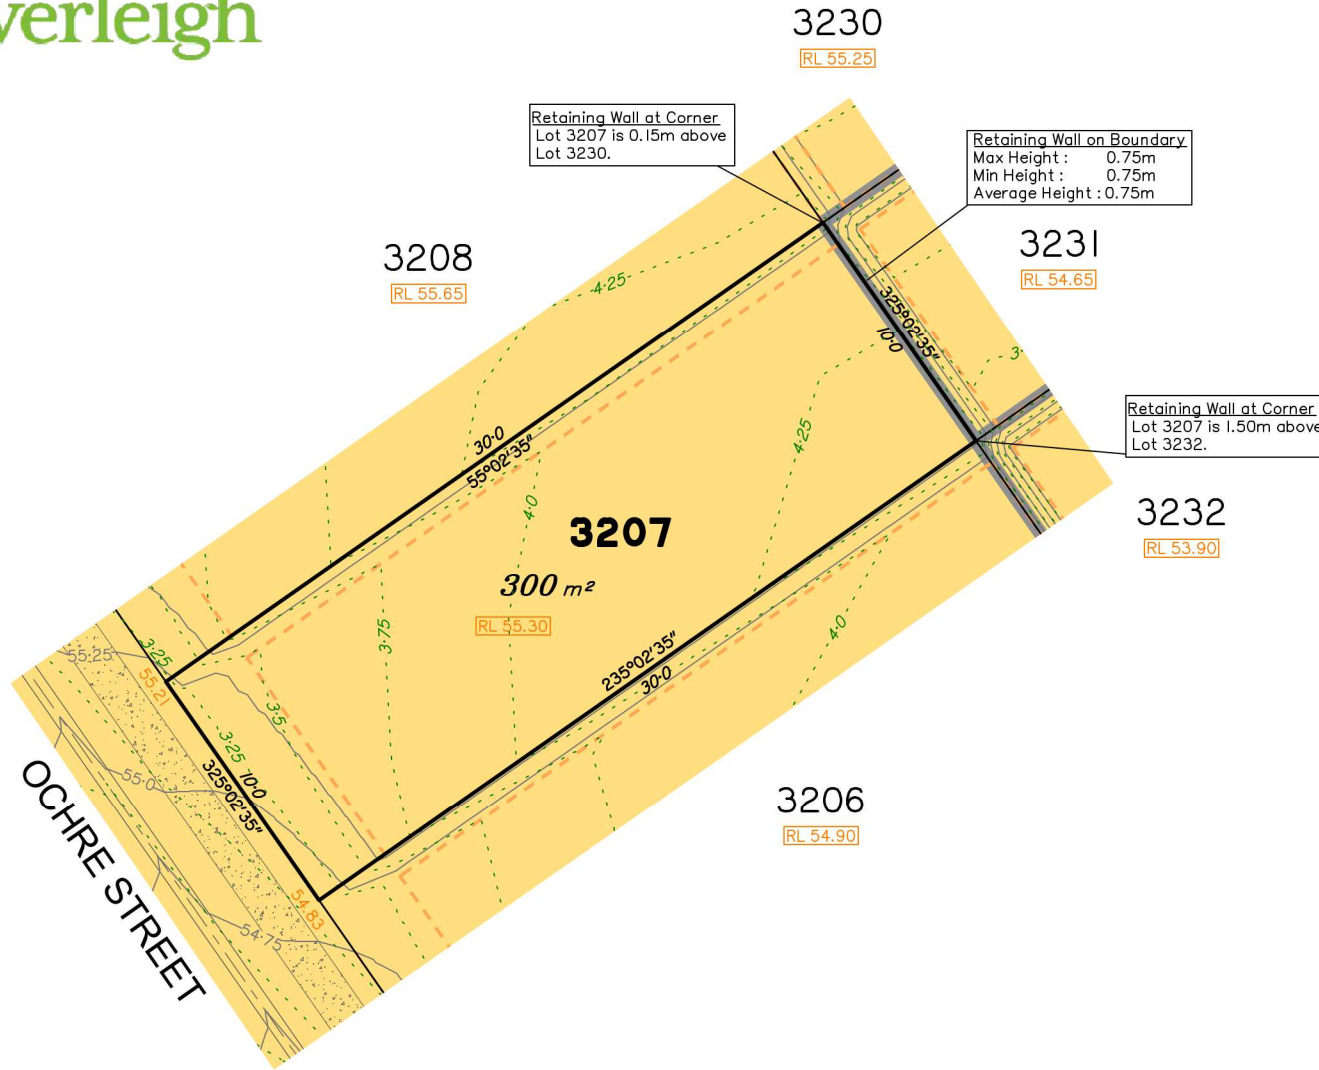 verleigh
3230
RL 55.25
Retaining Wall at Corner
Lot 3207 is 0.15m above
Lot 3230.
Retaining Wall on Boundary
Max Height : 0.75m
Min Height : 0.75m
Average Height : 0.75m
3208
RL 55.65
3231
RL 54.65
4·25
325°02'35"
10·0
3·
Retaining Wall at Corner
Lot 3207 is 1.50m above
Lot 3232.
30·0
55°02'35"
4·25
4·0
3207
3232
RL 53.90
300 m²
RL 55.30
3·75
4·0
235°02'35"
30·0
3·25
55·25
55.21
3·5
3·25
10·0
325°02'35"
55·0
3206
RL 54.90
OCHRE STREET
54.83
54·75